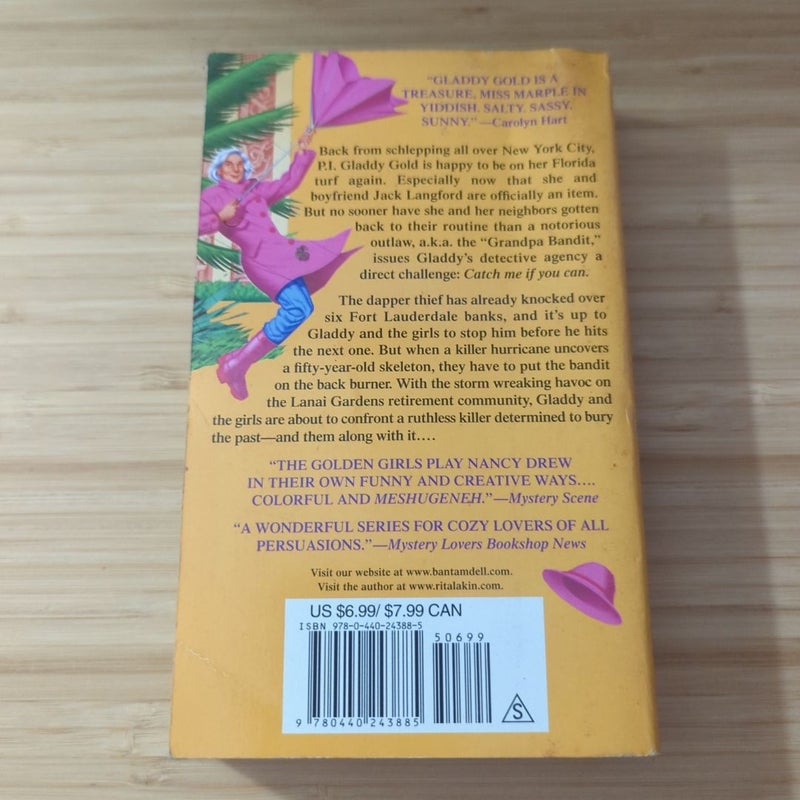 "GLADDY GOLD IS A
TREASURE, MISS MARPLE IN
YIDDISH. SALTY, SASSY,
SUNNY."—Carolyn Hart
Back from schlepping all over New York City,
P.I. Gladdy Gold is happy to be on her Florida
turf again. Especially now that she and
boyfriend Jack Langford are officially an item.
But no sooner have she and her neighbors gotten
back to their routine than a notorious
outlaw, a.k.a. the "Grandpa Bandit,"
issues Gladdy's detective agency a
direct challenge: Catch me if you can.
The dapper thief has already knocked over
six Fort Lauderdale banks, and it's up to
Gladdy and the girls to stop him before he hits
the next one. But when a killer hurricane uncovers
a fifty-year-old skeleton, they have to put the bandit
on the back burner. With the storm wreaking havoc on
the Lanai Gardens retirement community, Gladdy and
the girls are about to confront a ruthless killer determined to bury
the past—and them along with it....
"THE GOLDEN GIRLS PLAY NANCY DREW
IN THEIR OWN FUNNY AND CREATIVE WAYS....
COLORFUL AND MESHUGENEH."—Mystery Scene
"A WONDERFUL SERIES FOR COZY LOVERS OF ALL
PERSUASIONS."—Mystery Lovers Bookshop News
Visit our website at www.bantamdell.com.
Visit the author at www.ritalakin.com.
US $6.99/ $7.99 CAN
ISBN 978-0-440-24388-5
50699
9 780440 243885
S